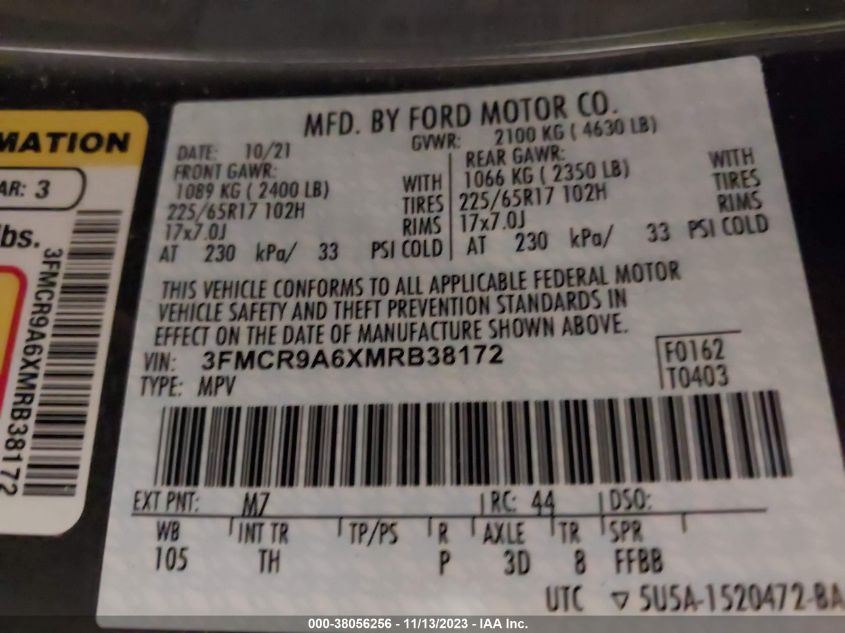 MATION
AR: 3
bs.
3FMCR9A6XMRB38172
MFD. BY FORD MOTOR CO.
DATE: 10/21 GVWR: 2100 KG ( 4630 LB)
FRONT GAWR: REAR GAWR:
1089 KG ( 2400 LB) WITH 1066 KG ( 2350 LB) WITH
225/65R17 102H TIRES 225/65R17 102H TIRES
17x7.0J RIMS 17x7.0J RIMS
AT 230 kPa/ 33 PSI COLD AT 230 kPa/ 33 PSI COLD
THIS VEHICLE CONFORMS TO ALL APPLICABLE FEDERAL MOTOR
VEHICLE SAFETY AND THEFT PREVENTION STANDARDS IN
EFFECT ON THE DATE OF MANUFACTURE SHOWN ABOVE.
VIN: 3FMCR9A6XMRB38172 F0162
TYPE: MPV T0403
EXT PNT: M7 RC: 44 DSO:
WB INT TR TP/PS R AXLE TR SPR
105 TH P 3D 8 FFBB
UTC ▽ 5U5A-1520472-BA
000-38056256 - 11/13/2023 - IAA Inc.